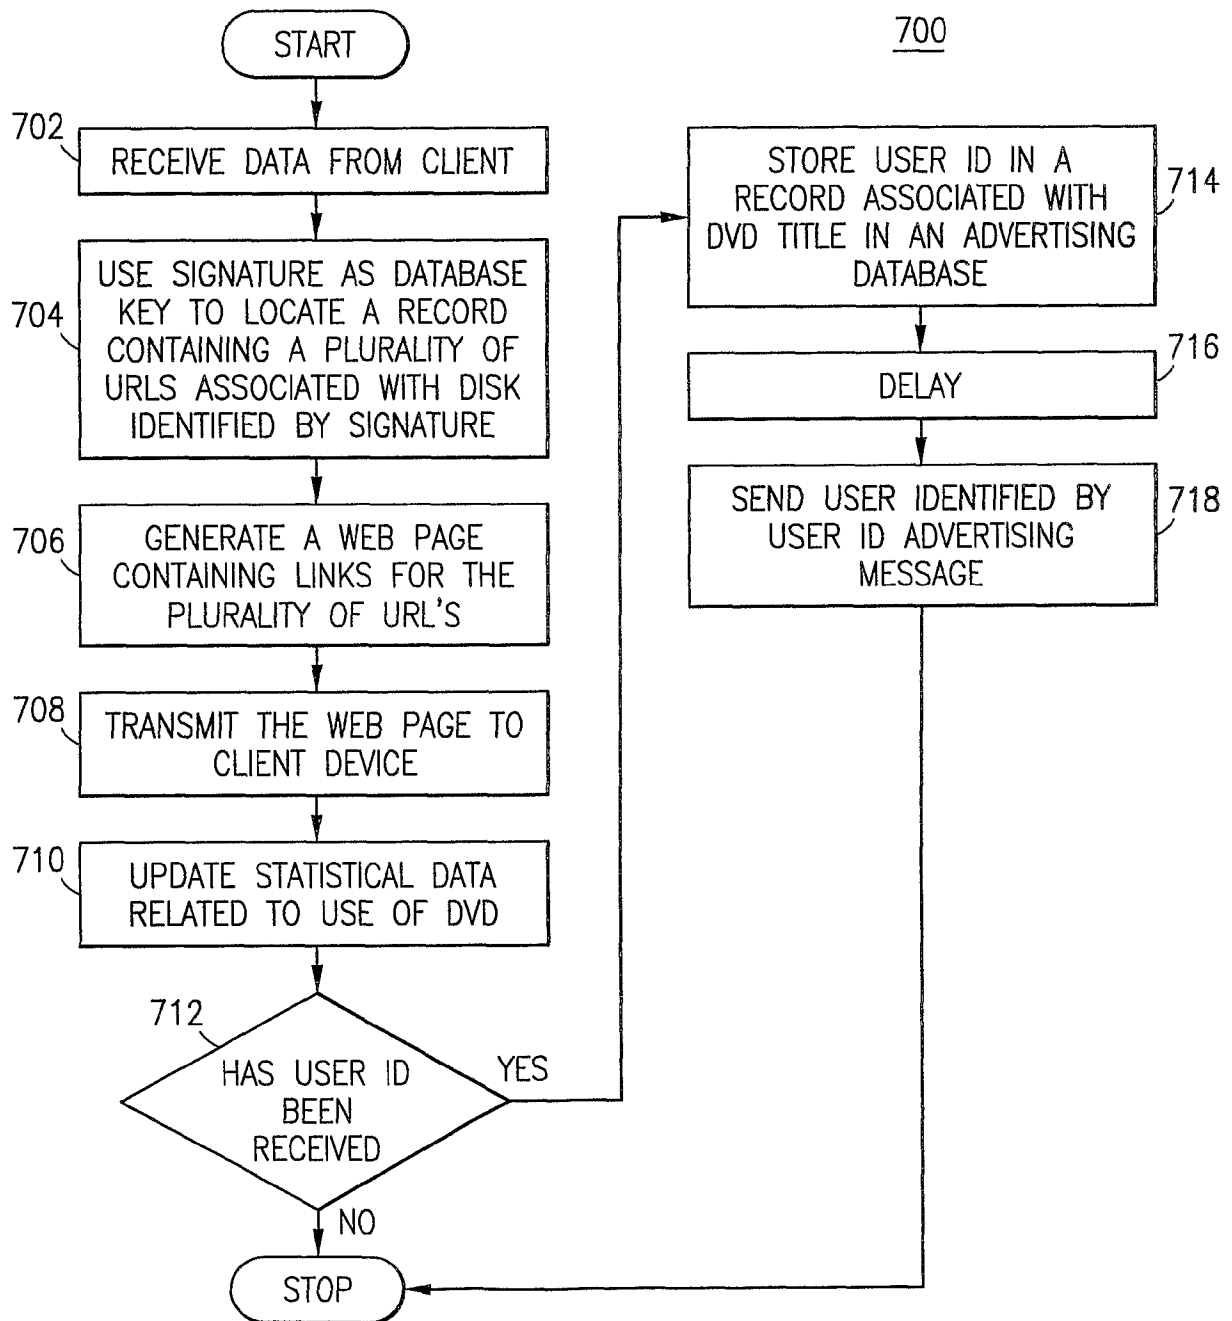 START
700
702
RECEIVE DATA FROM CLIENT
704
USE SIGNATURE AS DATABASE
KEY TO LOCATE A RECORD
CONTAINING A PLURALITY OF
URLS ASSOCIATED WITH DISK
IDENTIFIED BY SIGNATURE
706
GENERATE A WEB PAGE
CONTAINING LINKS FOR THE
PLURALITY OF URL'S
708
TRANSMIT THE WEB PAGE TO
CLIENT DEVICE
710
UPDATE STATISTICAL DATA
RELATED TO USE OF DVD
712
HAS USER ID
BEEN
RECEIVED
YES
NO
STOP
STORE USER ID IN A
RECORD ASSOCIATED WITH
DVD TITLE IN AN ADVERTISING
DATABASE
714
716
DELAY
SEND USER IDENTIFIED BY
USER ID ADVERTISING
MESSAGE
718